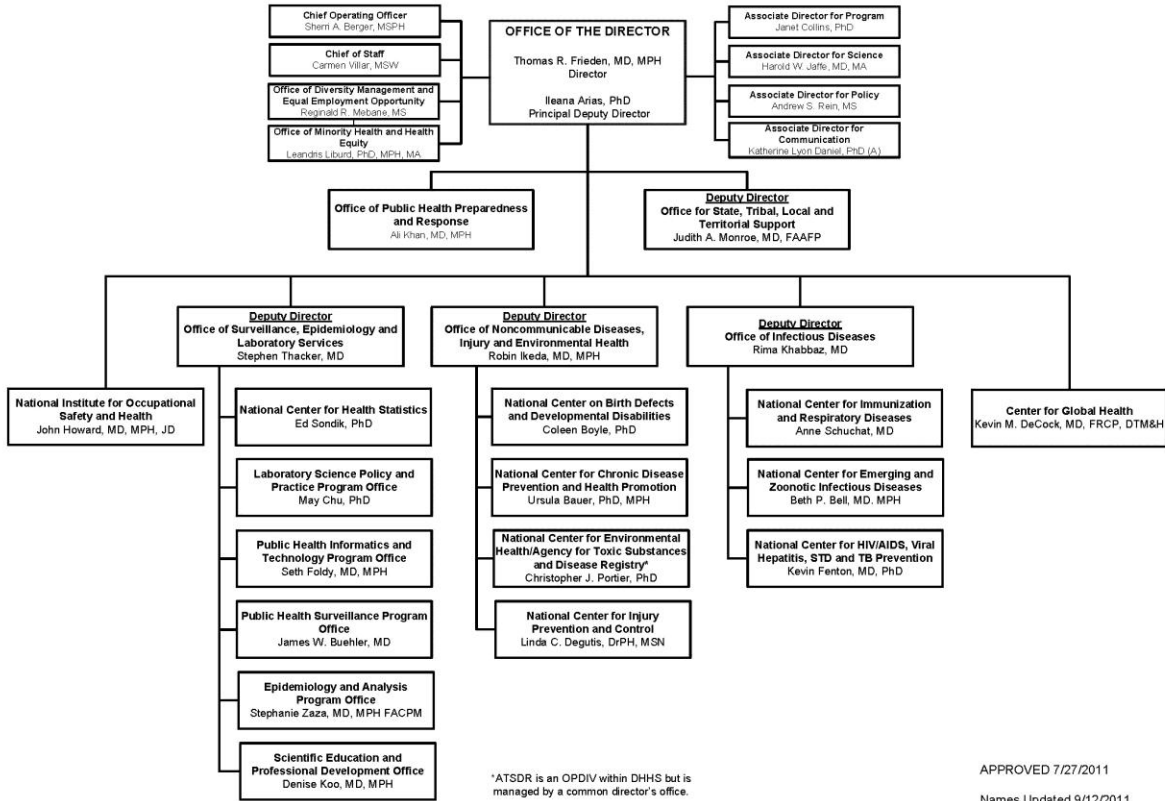 Chief Operating Officer
Sherri A. Berger, MSPH
Chief of Staff
Carmen Villar, MSW
Office of Diversity Management and
Equal Employment Opportunity
Reginald R. Mebane, MS
Office of Minority Health and Health
Equity
Leandris Liburd, PhD, MPH, MA
OFFICE OF THE DIRECTOR
Thomas R. Frieden, MD, MPH
Director
Ileana Arias, PhD
Principal Deputy Director
Associate Director for Program
Janet Collins, PhD
Associate Director for Science
Harold W. Jaffe, MD, MA
Associate Director for Policy
Andrew S. Rein, MS
Associate Director for
Communication
Katherine Lyon Daniel, PhD (A)
Office of Public Health Preparedness
and Response
Ali Khan, MD, MPH
Deputy Director
Office for State, Tribal, Local and
Territorial Support
Judith A. Monroe, MD, FAAFP
National Institute for Occupational
Safety and Health
John Howard, MD, MPH, JD
Deputy Director
Office of Surveillance, Epidemiology and
Laboratory Services
Stephen Thacker, MD
National Center for Health Statistics
Ed Sondik, PhD
Laboratory Science Policy and
Practice Program Office
May Chu, PhD
Public Health Informatics and
Technology Program Office
Seth Foldy, MD, MPH
Public Health Surveillance Program
Office
James W. Buehler, MD
Epidemiology and Analysis
Program Office
Stephanie Zaza, MD, MPH FACPM
Scientific Education and
Professional Development Office
Denise Koo, MD, MPH
Deputy Director
Office of Noncommunicable Diseases,
Injury and Environmental Health
Robin Ikeda, MD, MPH
National Center on Birth Defects
and Developmental Disabilities
Coleen Boyle, PhD
National Center for Chronic Disease
Prevention and Health Promotion
Ursula Bauer, PhD, MPH
National Center for Environmental
Health/Agency for Toxic Substances
and Disease Registry*
Christopher J. Portier, PhD
National Center for Injury
Prevention and Control
Linda C. Degutis, DrPH, MSN
Deputy Director
Office of Infectious Diseases
Rima Khabbaz, MD
National Center for Immunization
and Respiratory Diseases
Anne Schuchat, MD
National Center for Emerging and
Zoonotic Infectious Diseases
Beth P. Bell, MD. MPH
National Center for HIV/AIDS, Viral
Hepatitis, STD and TB Prevention
Kevin Fenton, MD, PhD
Center for Global Health
Kevin M. DeCock, MD, FRCP, DTM&H
*ATSDR is an OPDIV within DHHS but is
managed by a common director's office.
APPROVED 7/27/2011
Names Updated 9/12/2011